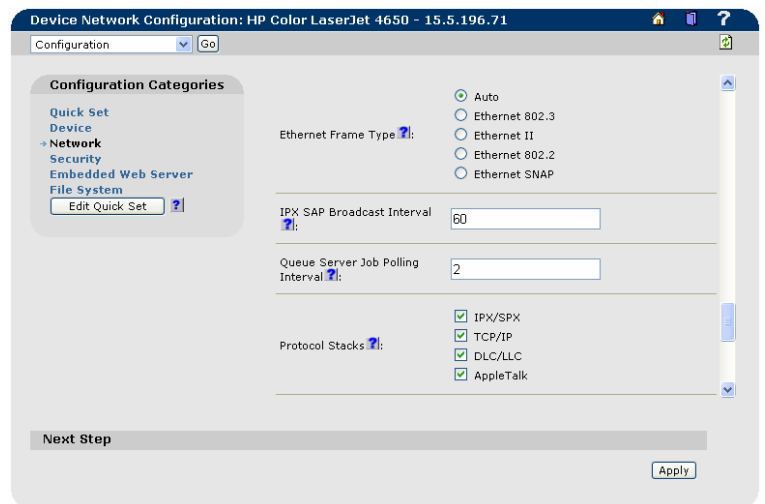 Device Network Configuration: HP Color LaserJet 4650 - 15.5.196.71
?
Configuration
Go
Configuration Categories
Quick Set
Device
Network
Security
Embedded Web Server
File System
Edit Quick Set
?
Ethernet Frame Type ?:
Auto
Ethernet 802.3
Ethernet II
Ethernet 802.2
Ethernet SNAP
IPX SAP Broadcast Interval
?:
60
Queue Server Job Polling
Interval ?:
2
Protocol Stacks ?:
IPX/SPX
TCP/IP
DLC/LLC
AppleTalk
Next Step
Apply